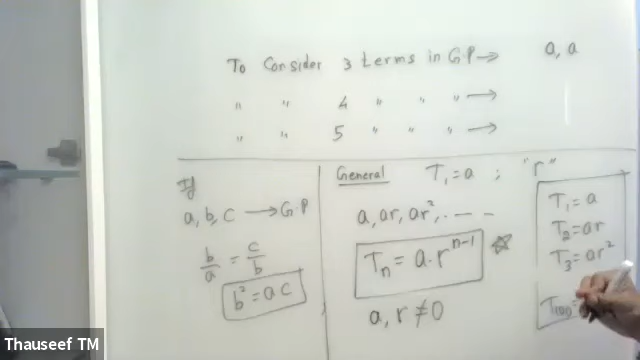 To Consider 3 terms in G.P → a, a
" " 4 " " " →
" " 5 " " " →
If
a, b, c → G.P
b/a = c/b
b² = ac
General T₁ = a ; "r"
a, ar, ar², . - - -
Tₙ = a·rⁿ⁻¹ ☆
a, r ≠ 0
T₁ = a
T₂ = ar
T₃ = ar²
T₁₀₀ =
Thauseef TM